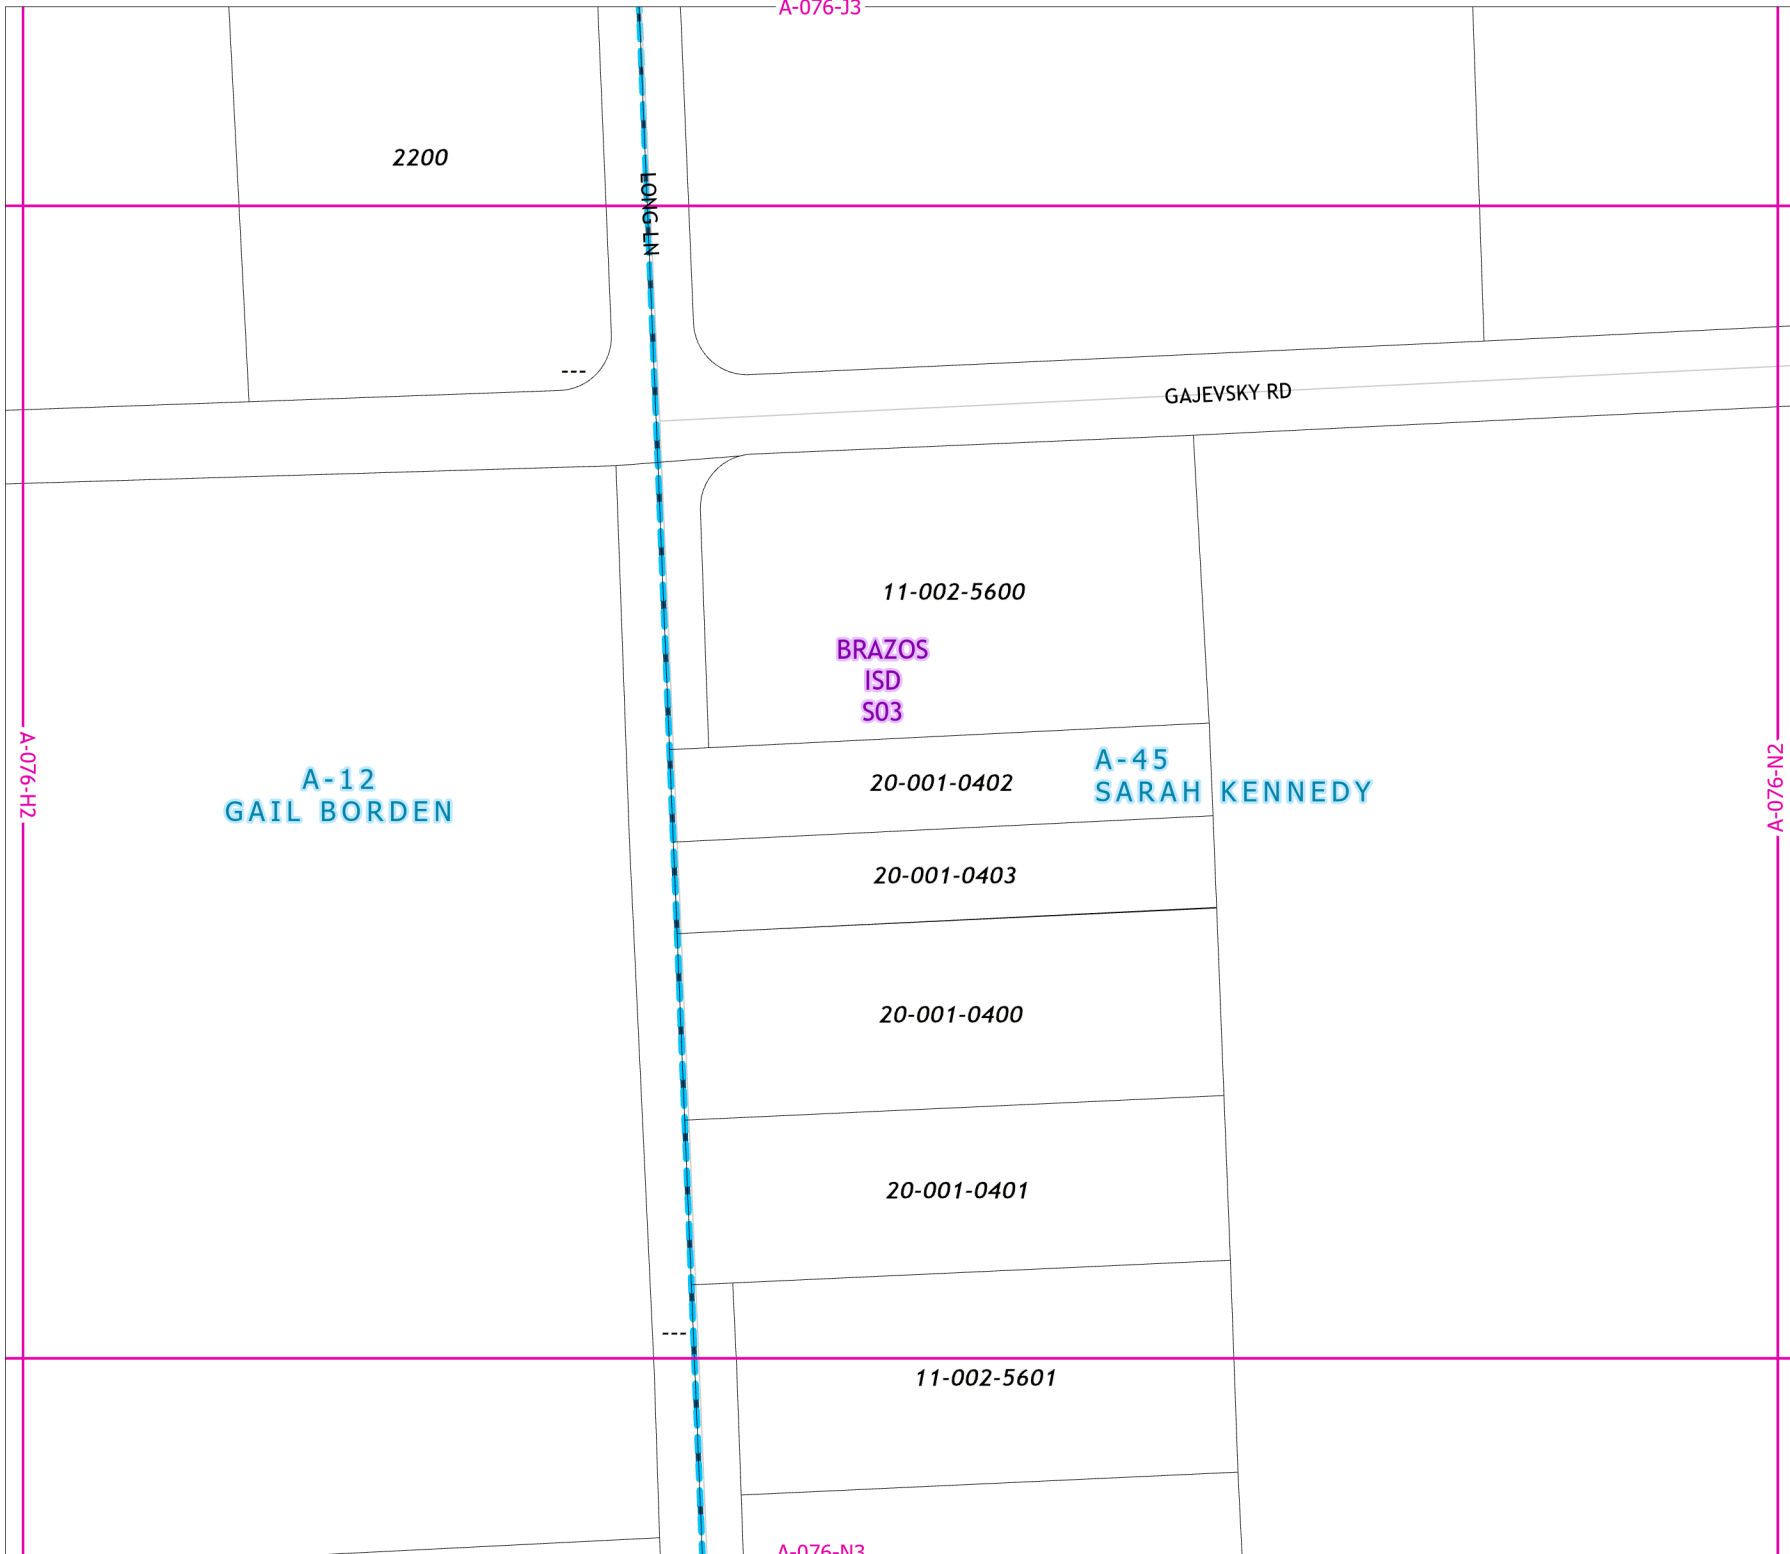 A-076-J3
2200
LONG LN
---
GAJEVSKY RD
11-002-5600
BRAZOS
ISD
S03
A-076-H2
A-12
GAIL BORDEN
20-001-0402
A-45
SARAH KENNEDY
A-076-N2
20-001-0403
20-001-0400
20-001-0401
---
11-002-5601
A-076-N3